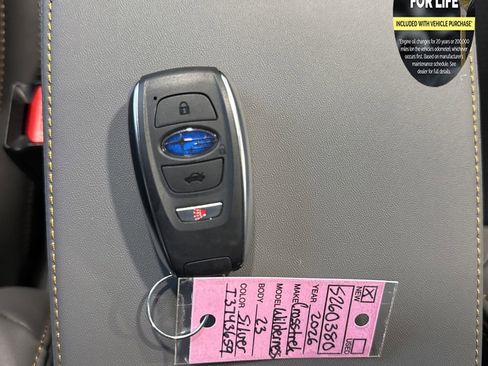 FOR LIFE
INCLUDED WITH VEHICLE PURCHASE*
*Engine oil changes for 20 years or 200,000
miles (on the vehicle's odometer), whichever
occurs first. Based on manufacturer's
maintenance schedule. See
dealer for full details.
NEW USED
S260380
YEAR 2026
MAKE Crosstrek
MODEL Wilderness
BODY 23
COLOR Silver
T3743659